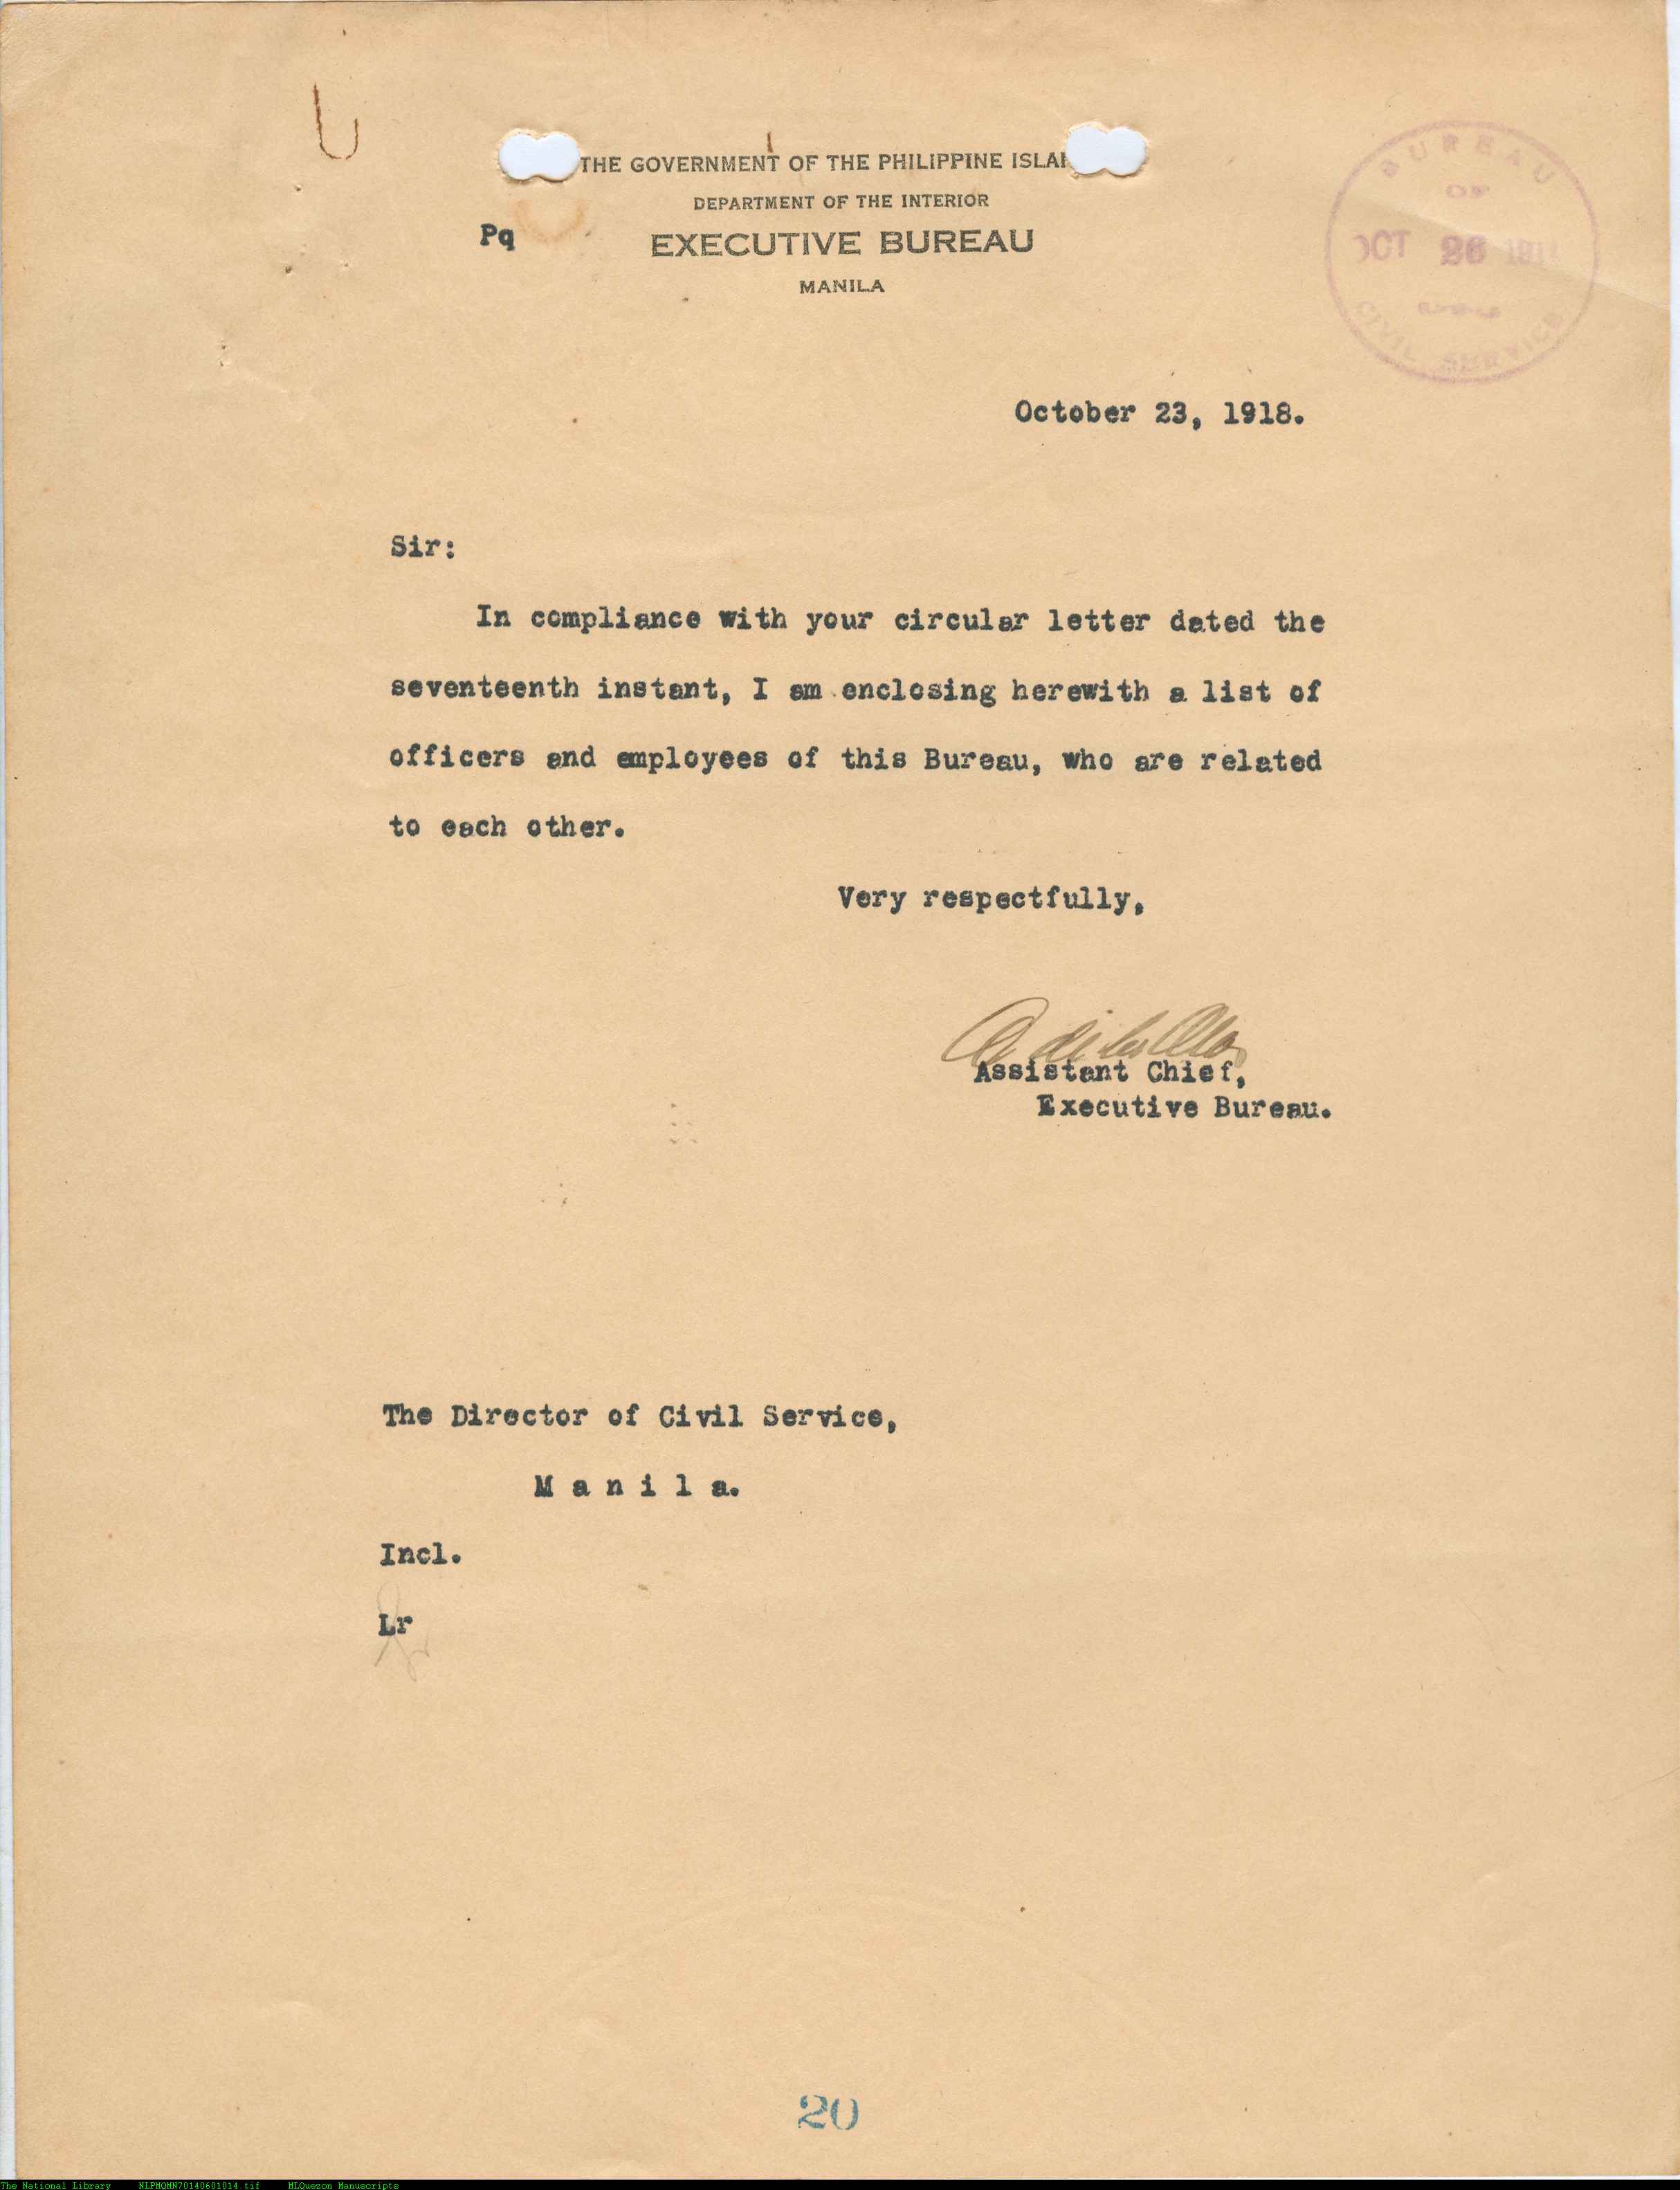 THE GOVERNMENT OF THE PHILIPPINE
DEPARTMENT OF THE INTERIOR
Pq
EXECUTIVE BUREAU
MANILA
BUREAU
OF
OCT 26
CIVIL SERVICE
October 23, 1918.
Sir:
In compliance with your circular letter dated the
seventeenth instant, I am enclosing herewith a list of
officers and employees of this Bureau, who are related
to each other.
Very respectfully,
Assistant Chief,
Executive Bureau.
The Director of Civil Service,
M a n i l a.
Incl.
Lr
20
The National Library NLPMQMN70140601014.tif MLQuezon Manuscripts